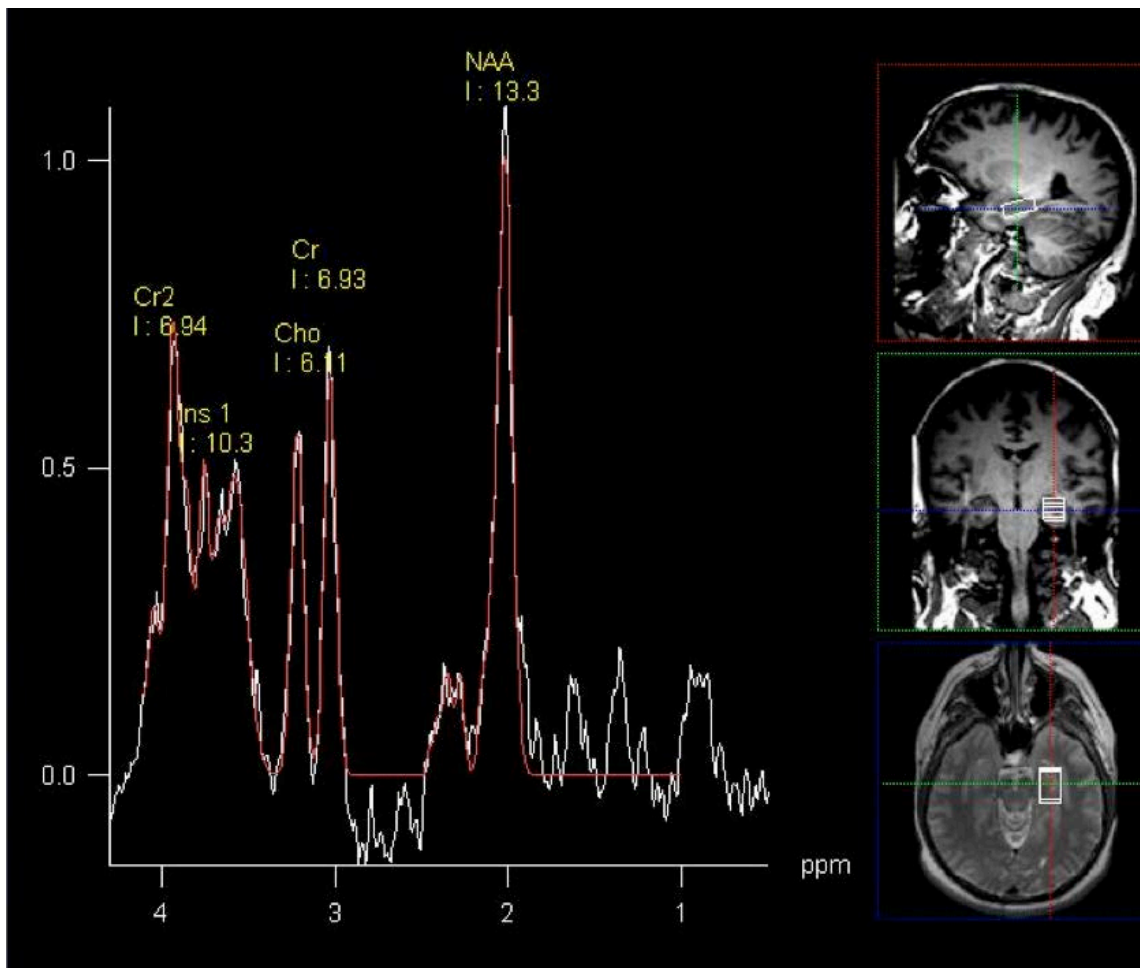 NAA
I : 13.3
1.0
Cr
I : 6.93
Cr2
I : 6.94
Cho
I : 6.11
Ins 1
I : 10.3
0.5
0.0
ppm
4
3
2
1